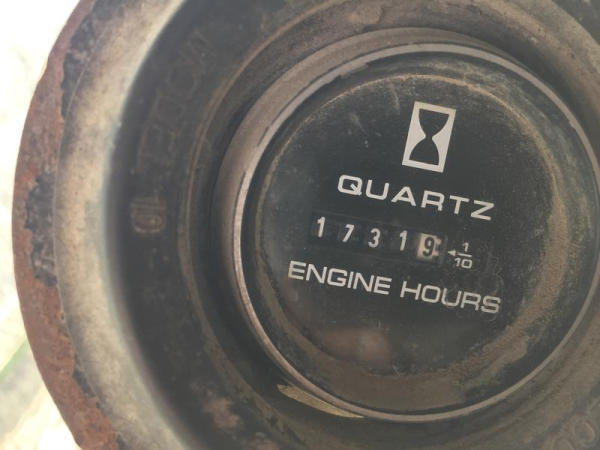 QUARTZ
17319 1/10
ENGINE HOURS